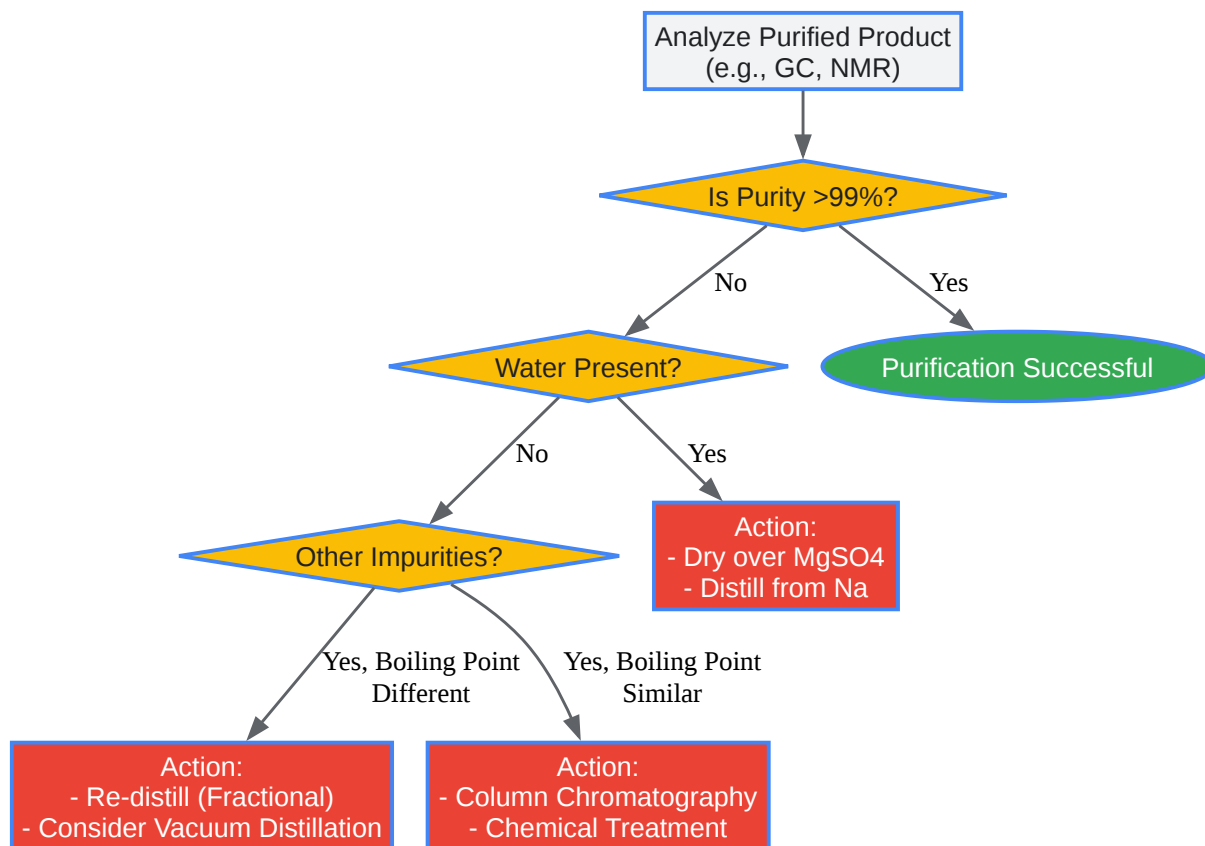 Analyze Purified Product
(e.g., GC, NMR)
Is Purity >99%?
No
Yes
Water Present?
Purification Successful
No
Yes
Other Impurities?
Action:
- Dry over MgSO4
- Distill from Na
Yes, Boiling Point
Different
Yes, Boiling Point
Similar
Action:
- Re-distill (Fractional)
- Consider Vacuum Distillation
Action:
- Column Chromatography
- Chemical Treatment